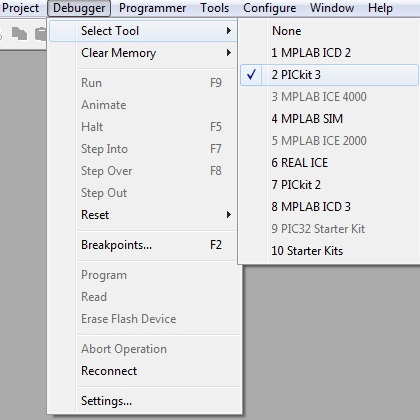 Project Debugger Programmer Tools Configure Window Help
Select Tool
Clear Memory
Run F9
Animate
Halt F5
Step Into F7
Step Over F8
Step Out
Reset
Breakpoints... F2
Program
Read
Erase Flash Device
Abort Operation
Reconnect
Settings...
None
1 MPLAB ICD 2
2 PICkit 3
3 MPLAB ICE 4000
4 MPLAB SIM
5 MPLAB ICE 2000
6 REAL ICE
7 PICkit 2
8 MPLAB ICD 3
9 PIC32 Starter Kit
10 Starter Kits